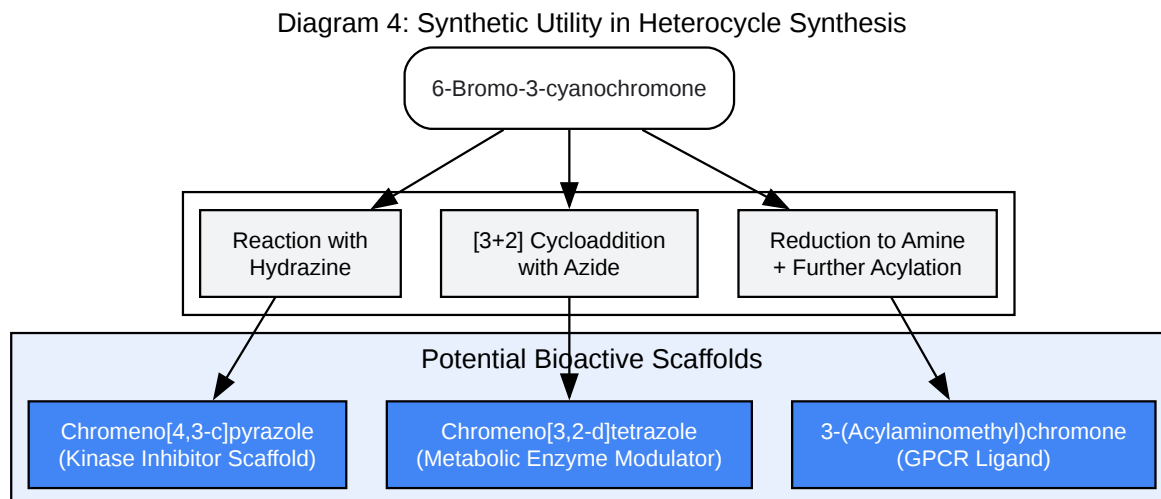 Diagram 4: Synthetic Utility in Heterocycle Synthesis
6-Bromo-3-cyanochromone
Reaction with
Hydrazine
[3+2] Cycloaddition
with Azide
Reduction to Amine
+ Further Acylation
Potential Bioactive Scaffolds
Chromeno[4,3-c]pyrazole
(Kinase Inhibitor Scaffold)
Chromeno[3,2-d]tetrazole
(Metabolic Enzyme Modulator)
3-(Acylaminomethyl)chromone
(GPCR Ligand)